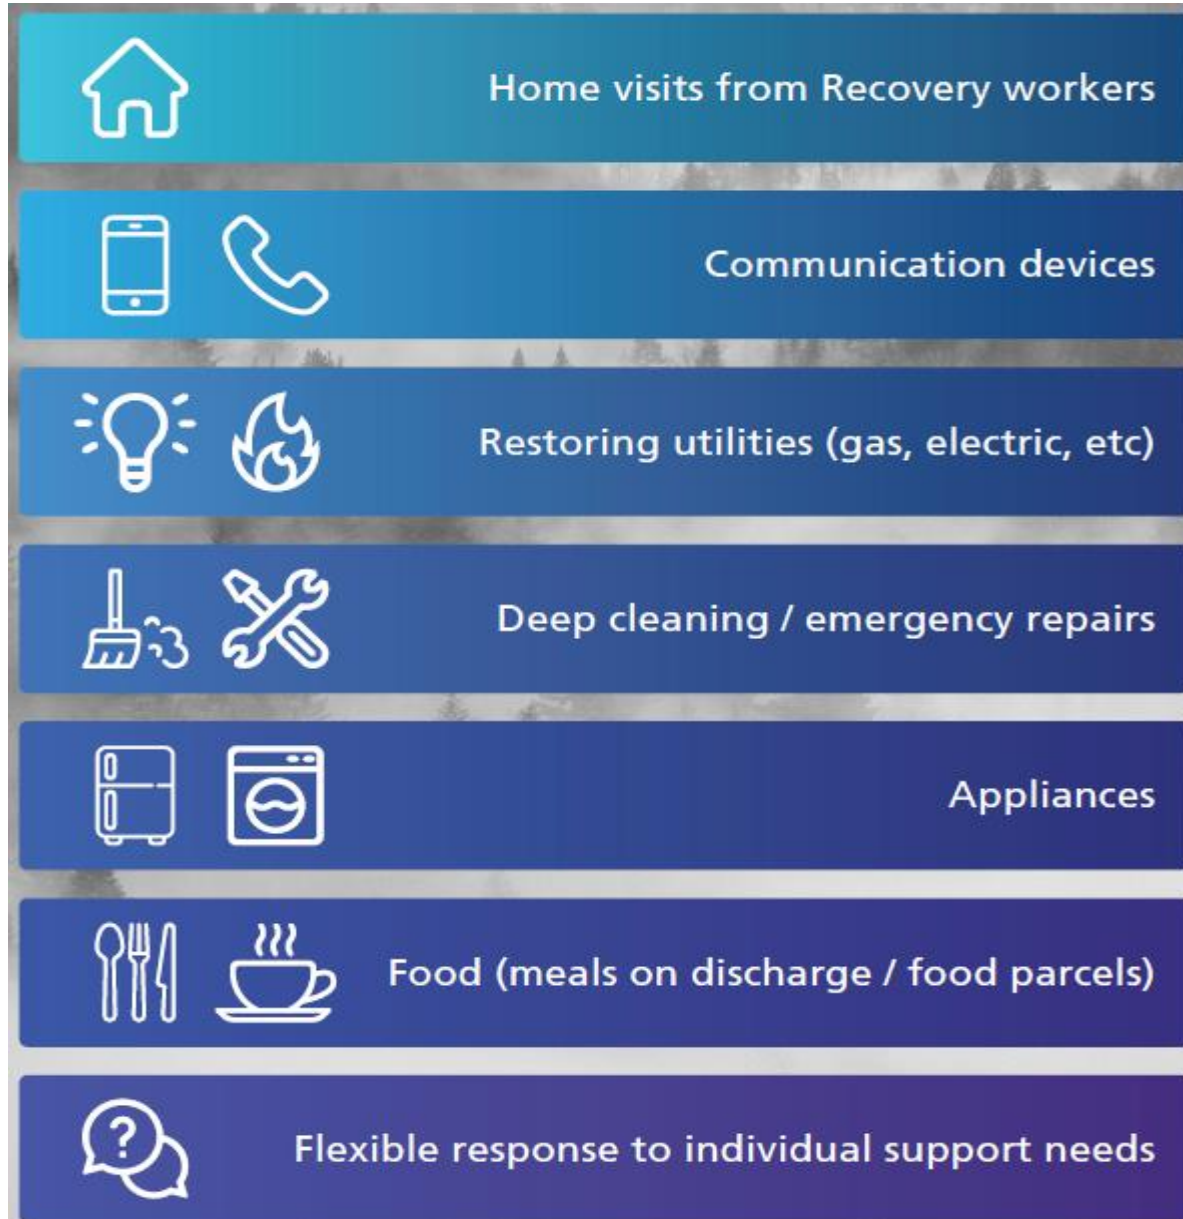 Home visits from Recovery workers
Communication devices
Restoring utilities (gas, electric, etc)
Deep cleaning / emergency repairs
Appliances
Food (meals on discharge / food parcels)
?
Flexible response to individual support needs